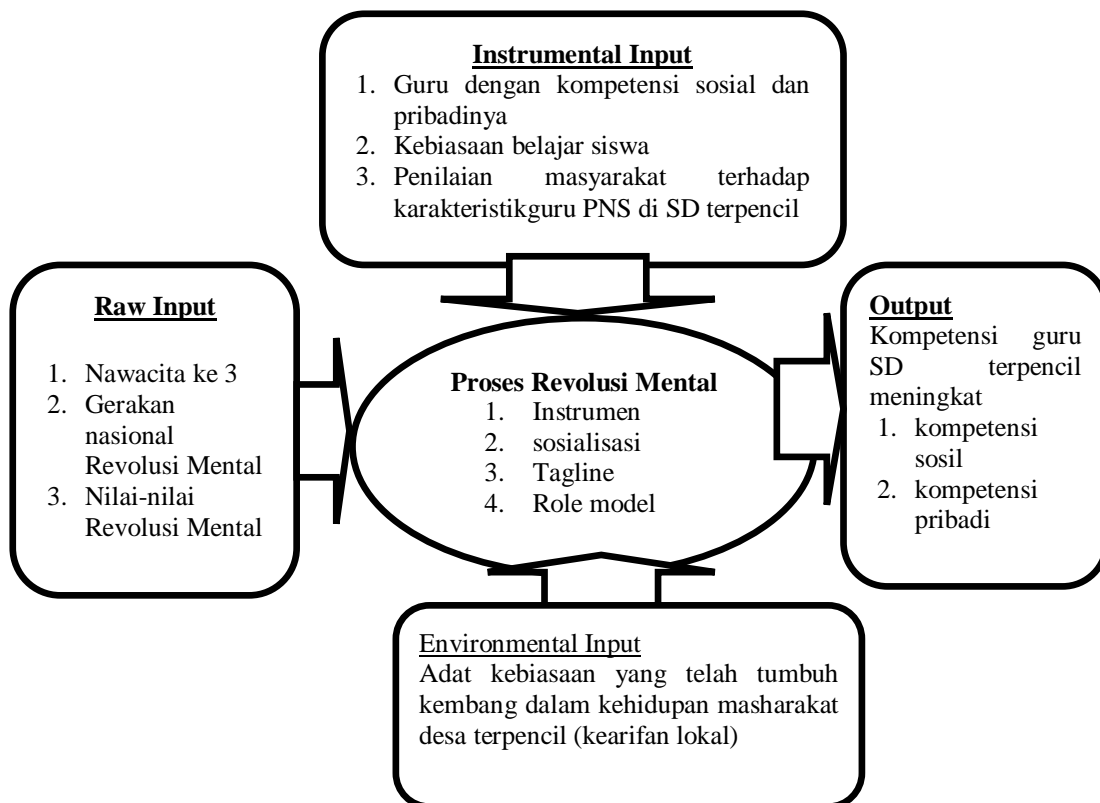 Instrumental Input
1. Guru dengan kompetensi sosial dan
pribadinya
2. Kebiasaan belajar siswa
3. Penilaian masyarakat terhadap
karakteristikguru PNS di SD terpencil
Raw Input
1. Nawacita ke 3
2. Gerakan
nasional
Revolusi Mental
3. Nilai-nilai
Revolusi Mental
Proses Revolusi Mental
1. Instrumen
2. sosialisasi
3. Tagline
4. Role model
Output
Kompetensi guru
SD terpencil
meningkat
1. kompetensi
sosil
2. kompetensi
pribadi
Environmental Input
Adat kebiasaan yang telah tumbuh
kembang dalam kehidupan masharakat
desa terpencil (kearifan lokal)